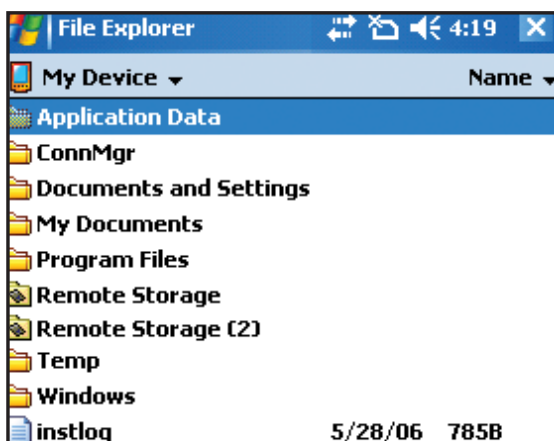 File Explorer 4:19
My Device Name
Application Data
ConnMgr
Documents and Settings
My Documents
Program Files
Remote Storage
Remote Storage (2)
Temp
Windows
instlog 5/28/06 785B